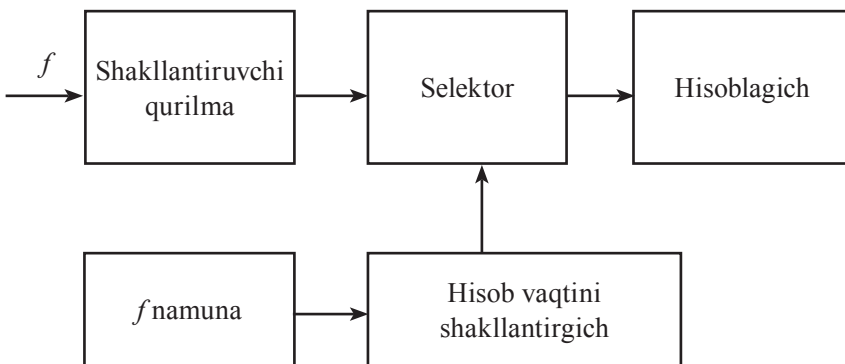 f
Shakllantiruvchi
qurilma
Selektor
Hisoblagich
f namuna
Hisob vaqtini
shakllantirgich